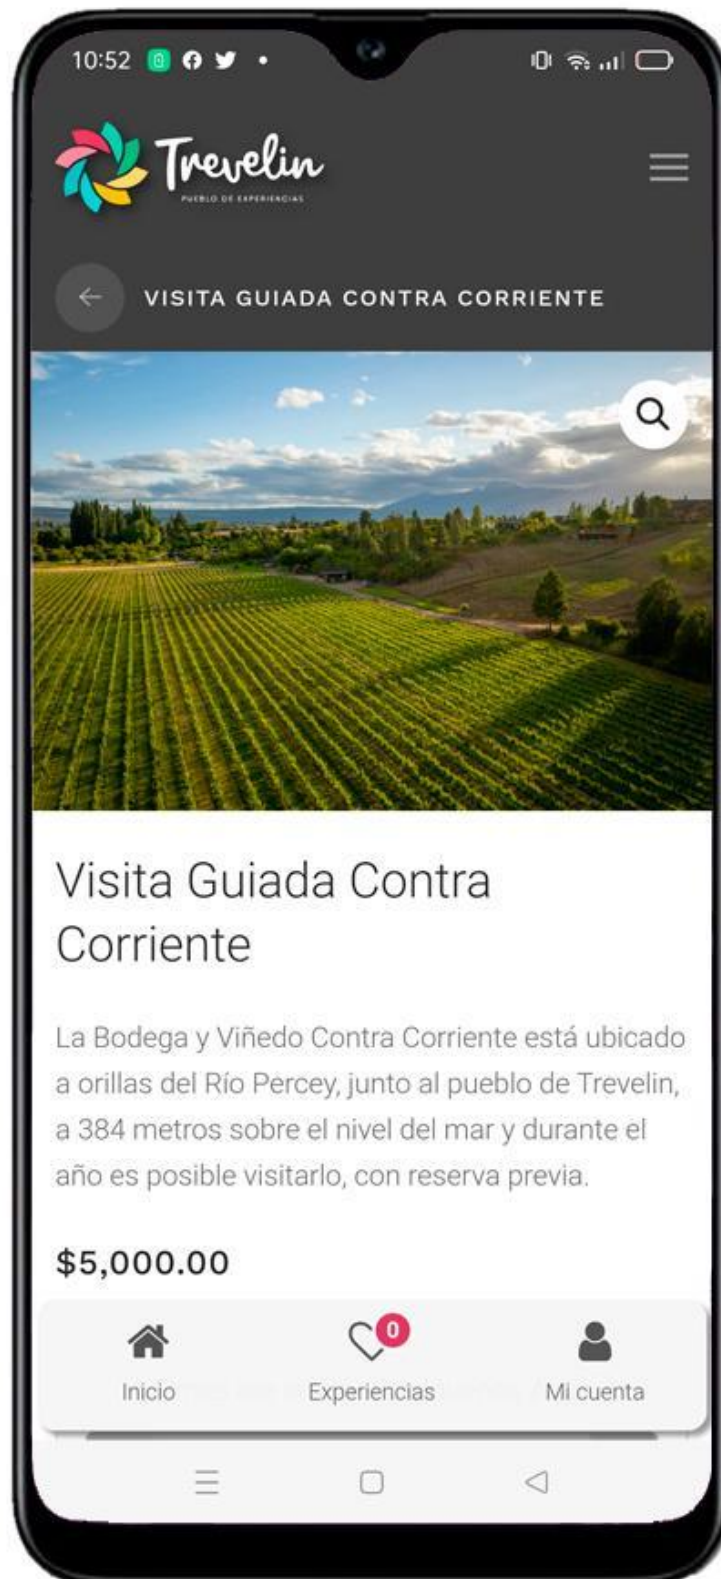 10:52
Trevelin
PUEBLO DE EXPERIENCIAS
VISITA GUIADA CONTRA CORRIENTE
Visita Guiada Contra
Corriente
La Bodega y Viñedo Contra Corriente está ubicado
a orillas del Río Percey, junto al pueblo de Trevelin,
a 384 metros sobre el nivel del mar y durante el
año es posible visitarlo, con reserva previa.
$5,000.00
0
Inicio Experiencias Mi cuenta